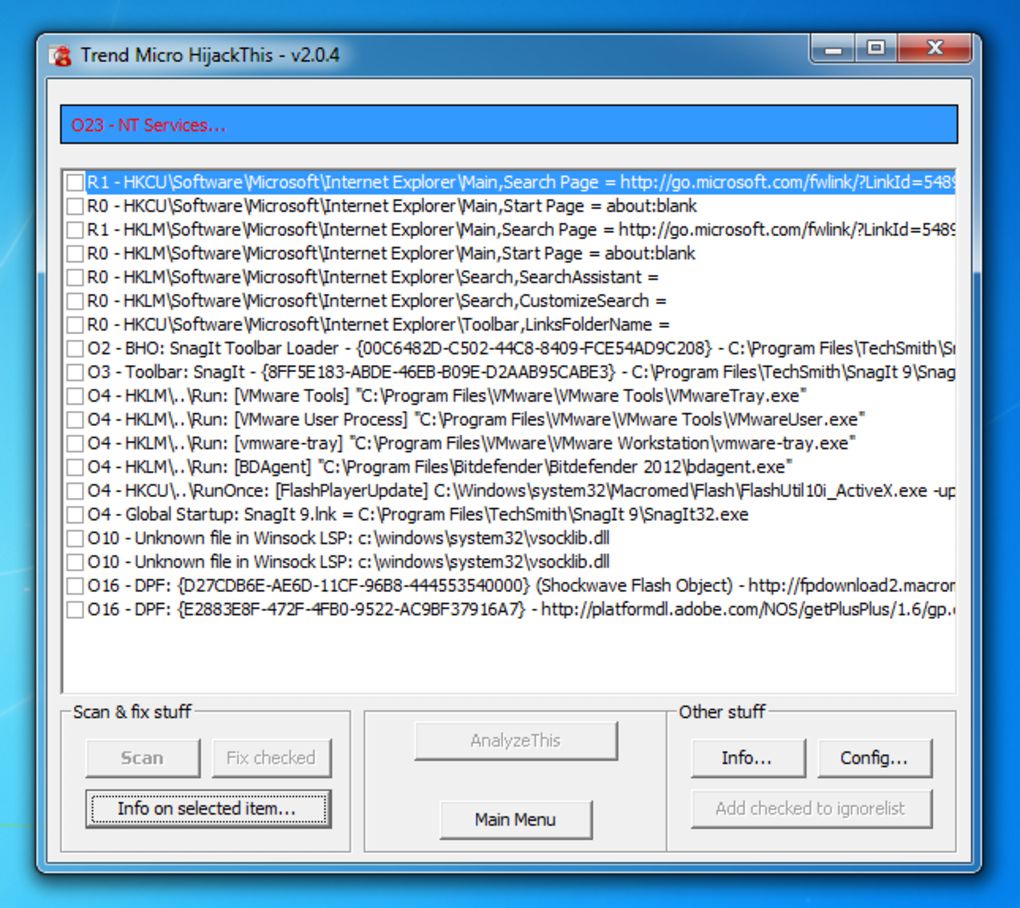 Trend Micro HijackThis - v2.0.4
O23 - NT Services...
R1 - HKCU\Software\Microsoft\Internet Explorer\Main,Search Page = http://go.microsoft.com/fwlink/?LinkId=5489
R0 - HKCU\Software\Microsoft\Internet Explorer\Main,Start Page = about:blank
R1 - HKLM\Software\Microsoft\Internet Explorer\Main,Search Page = http://go.microsoft.com/fwlink/?LinkId=5489
R0 - HKLM\Software\Microsoft\Internet Explorer\Main,Start Page = about:blank
R0 - HKLM\Software\Microsoft\Internet Explorer\Search,SearchAssistant =
R0 - HKLM\Software\Microsoft\Internet Explorer\Search,CustomizeSearch =
R0 - HKCU\Software\Microsoft\Internet Explorer\Toolbar,LinksFolderName =
O2 - BHO: SnagIt Toolbar Loader - {00C6482D-C502-44C8-8409-FCE54AD9C208} - C:\Program Files\TechSmith\Sn
O3 - Toolbar: SnagIt - {8FF5E183-ABDE-46EB-B09E-D2AAB95CABE3} - C:\Program Files\TechSmith\SnagIt 9\Snag
O4 - HKLM\..\Run: [VMware Tools] "C:\Program Files\VMware\VMware Tools\VMwareTray.exe"
O4 - HKLM\..\Run: [VMware User Process] "C:\Program Files\VMware\VMware Tools\VMwareUser.exe"
O4 - HKLM\..\Run: [vmware-tray] "C:\Program Files\VMware\VMware Workstation\vmware-tray.exe"
O4 - HKLM\..\Run: [BDAgent] "C:\Program Files\Bitdefender\Bitdefender 2012\bdagent.exe"
O4 - HKCU\..\RunOnce: [FlashPlayerUpdate] C:\Windows\system32\Macromed\Flash\FlashUtil10i_ActiveX.exe -up
O4 - Global Startup: SnagIt 9.lnk = C:\Program Files\TechSmith\SnagIt 9\SnagIt32.exe
O10 - Unknown file in Winsock LSP: c:\windows\system32\vsocklib.dll
O10 - Unknown file in Winsock LSP: c:\windows\system32\vsocklib.dll
O16 - DPF: {D27CDB6E-AE6D-11CF-96B8-444553540000} (Shockwave Flash Object) - http://fpdownload2.macrom
O16 - DPF: {E2883E8F-472F-4FB0-9522-AC9BF37916A7} - http://platformdl.adobe.com/NOS/getPlusPlus/1.6/gp.c
Scan & fix stuff
Scan
Fix checked
Info on selected item...
AnalyzeThis
Main Menu
Other stuff
Info...
Config...
Add checked to ignorelist